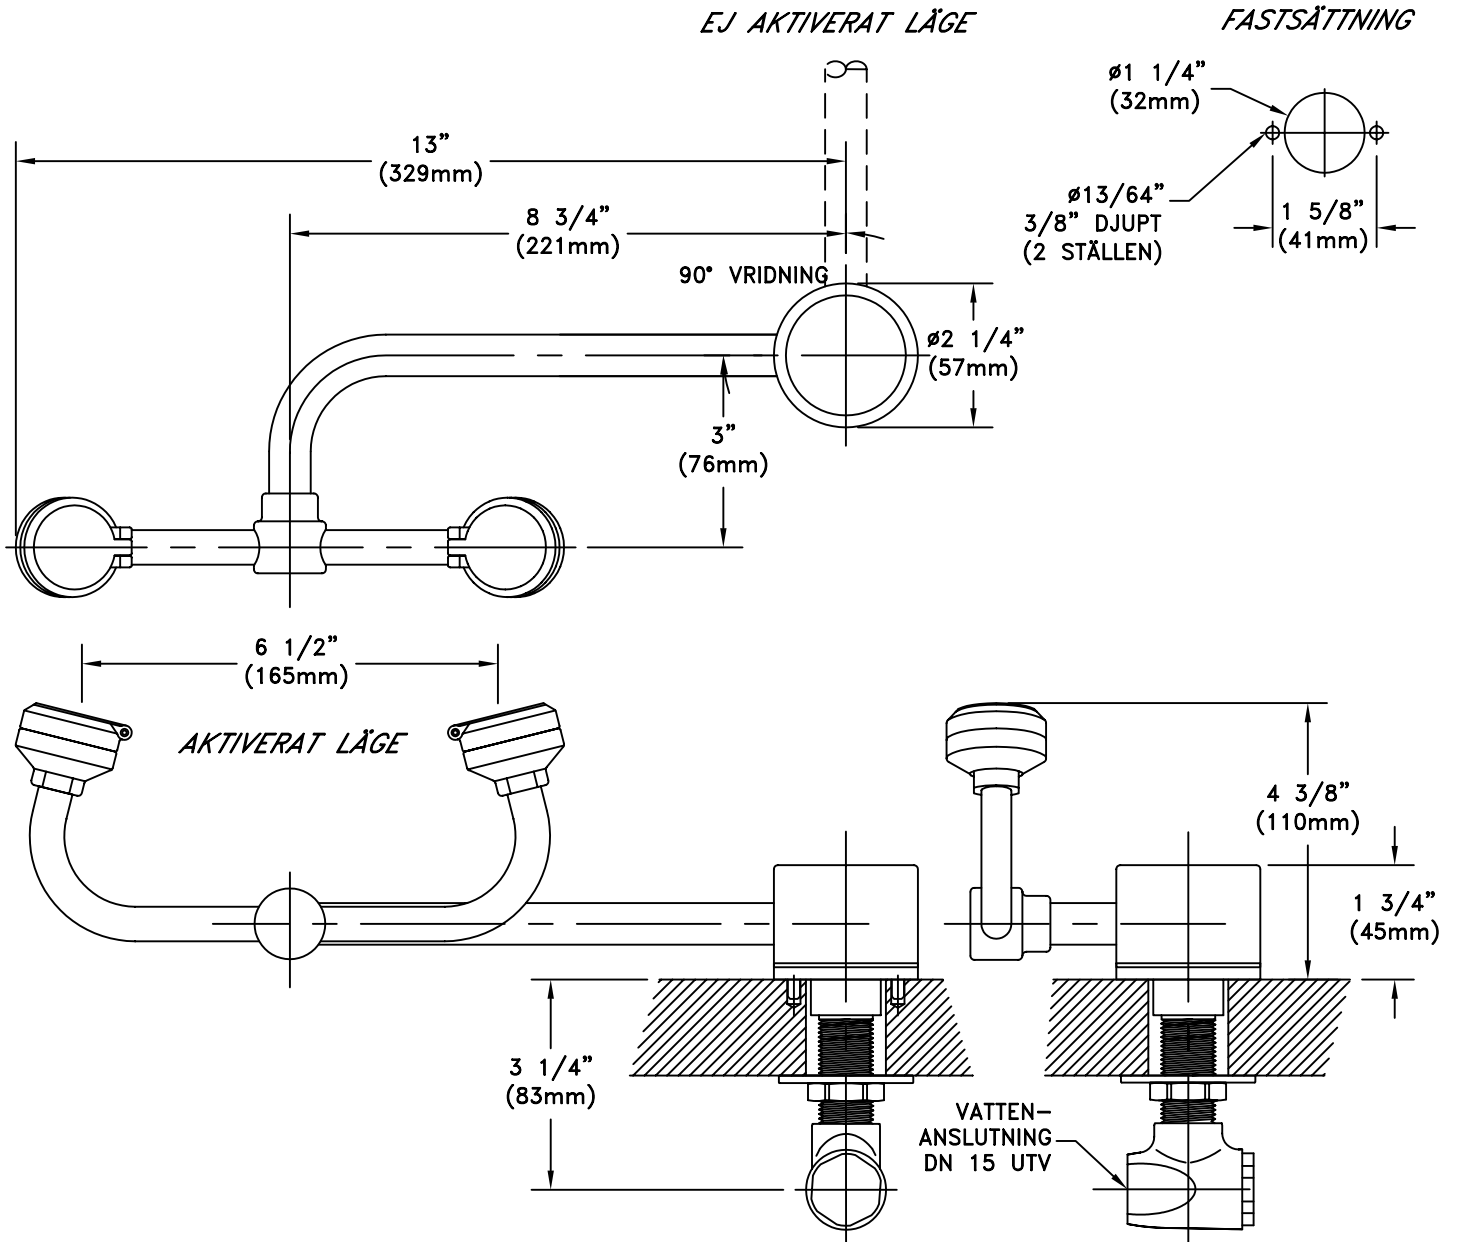 EJ AKTIVERAT LÄGE
FASTSÄTTNING
ø1 1/4”
(32mm)
13”
(329mm)
ø13/64”
3/8” DJUPT
(2 STÄLLEN)
1 5/8”
(41mm)
8 3/4”
(221mm)
90° VRIDNING
ø2 1/4”
(57mm)
3”
(76mm)
6 1/2”
(165mm)
AKTIVERAT LÄGE
4 3/8”
(110mm)
1 3/4”
(45mm)
3 1/4”
(83mm)
VATTEN-
ANSLUTNING
DN 15 UTV